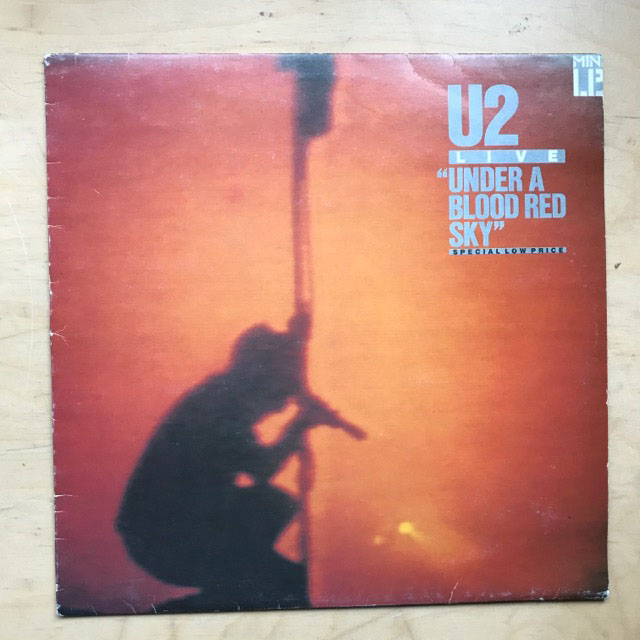 MINI
LP
U2
LIVE
"UNDER A
BLOOD RED
SKY"
SPECIAL LOW PRICE